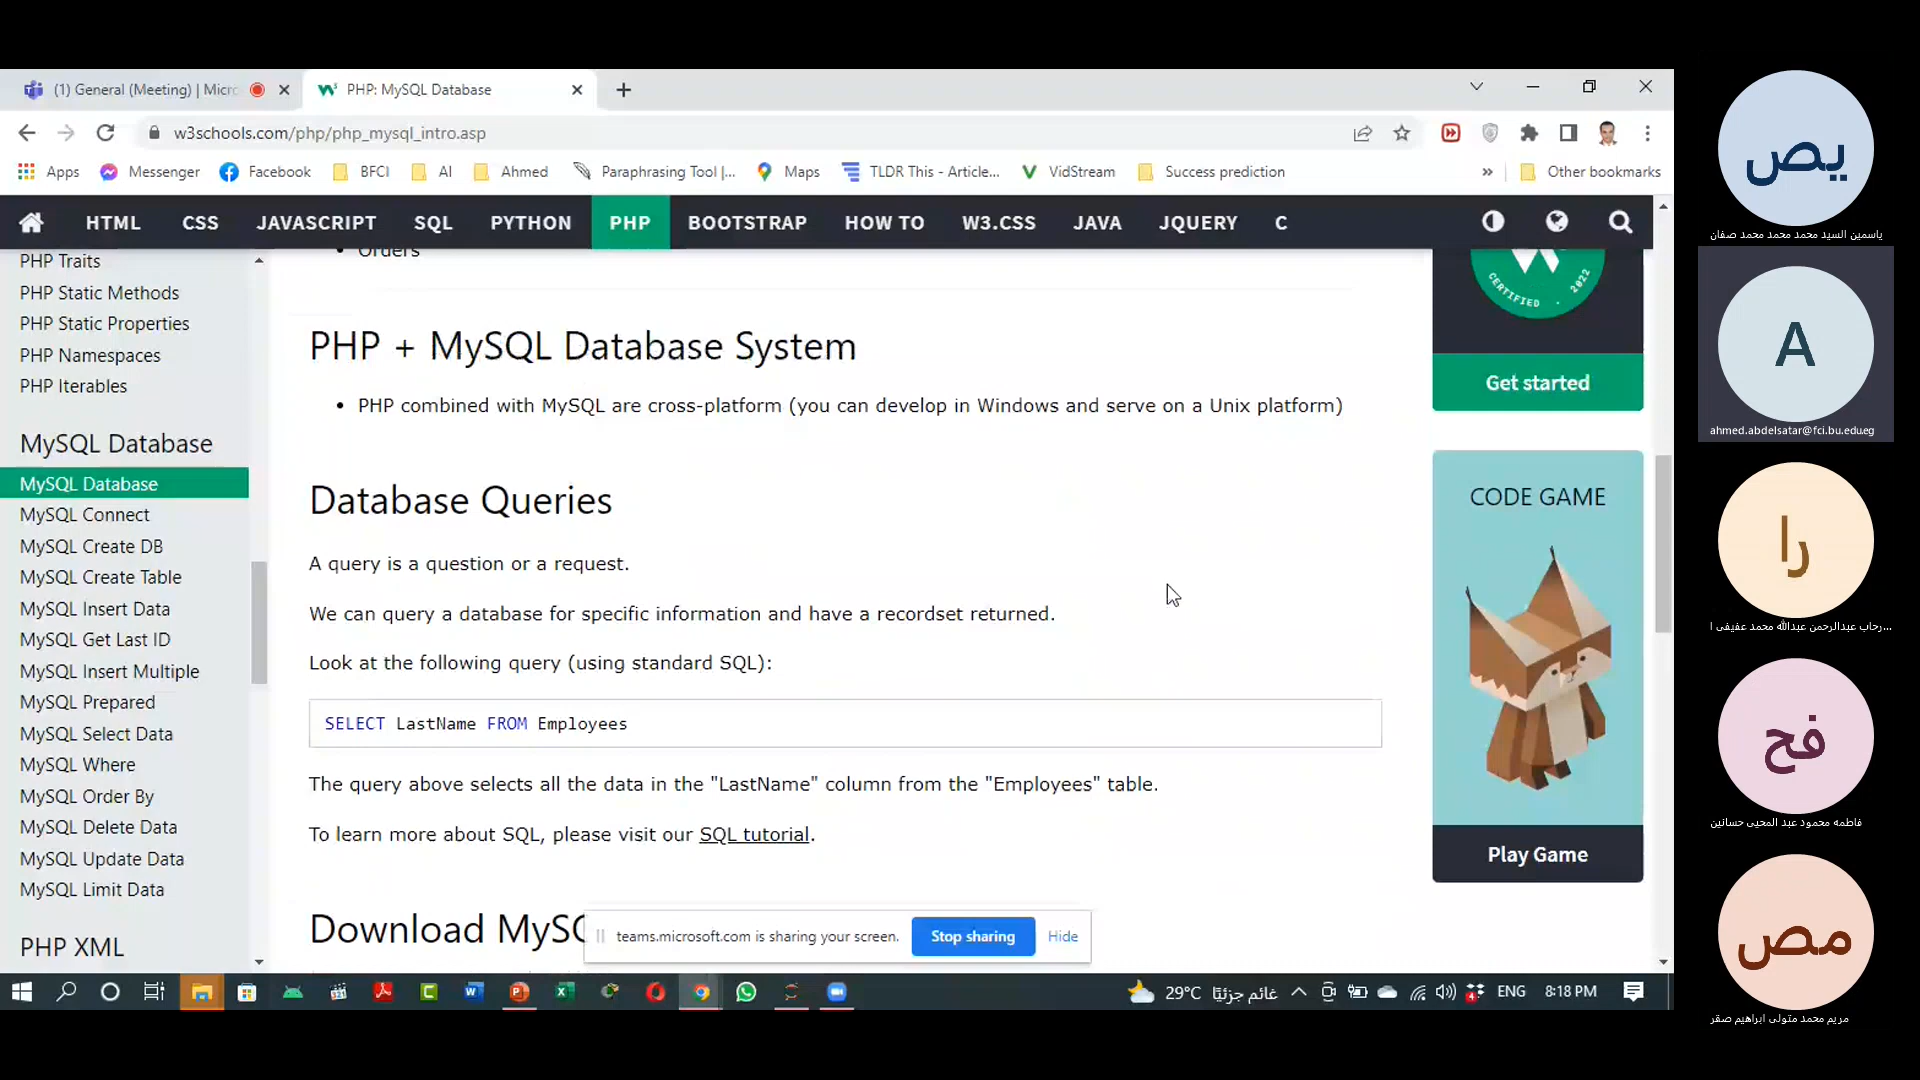 (1) General (Meeting) | Micro
PHP: MySQL Database
w3schools.com/php/php_mysql_intro.asp
Apps
Messenger
Facebook
BFCI
AI
Ahmed
Paraphrasing Tool |...
Maps
TLDR This - Article...
VidStream
Success prediction
»
Other bookmarks
HTML
CSS
JAVASCRIPT
SQL
PYTHON
PHP
BOOTSTRAP
HOW TO
W3.CSS
JAVA
JQUERY
C
PHP Traits
PHP Static Methods
PHP Static Properties
PHP Namespaces
PHP Iterables
MySQL Database
MySQL Database
MySQL Connect
MySQL Create DB
MySQL Create Table
MySQL Insert Data
MySQL Get Last ID
MySQL Insert Multiple
MySQL Prepared
MySQL Select Data
MySQL Where
MySQL Order By
MySQL Delete Data
MySQL Update Data
MySQL Limit Data
PHP XML
• Orders
PHP + MySQL Database System
• PHP combined with MySQL are cross-platform (you can develop in Windows and serve on a Unix platform)
Database Queries
A query is a question or a request.
We can query a database for specific information and have a recordset returned.
Look at the following query (using standard SQL):
SELECT LastName FROM Employees
The query above selects all the data in the "LastName" column from the "Employees" table.
To learn more about SQL, please visit our SQL tutorial.
Download MySQ
teams.microsoft.com is sharing your screen.
Stop sharing
Hide
CERTIFIED . 2022
Get started
CODE GAME
Play Game
29°C غائم جزئيًا
ENG
8:18 PM
يص
ياسمين السيد محمد محمد محمد صفان
A
ahmed.abdelsatar@fci.bu.edu.eg
را
رحاب عبدالرحمن عبدالله محمد عفيفى ا...
فح
فاطمه محمود عبد المحيى حسانين
مص
مريم محمد متولى ابراهيم صقر